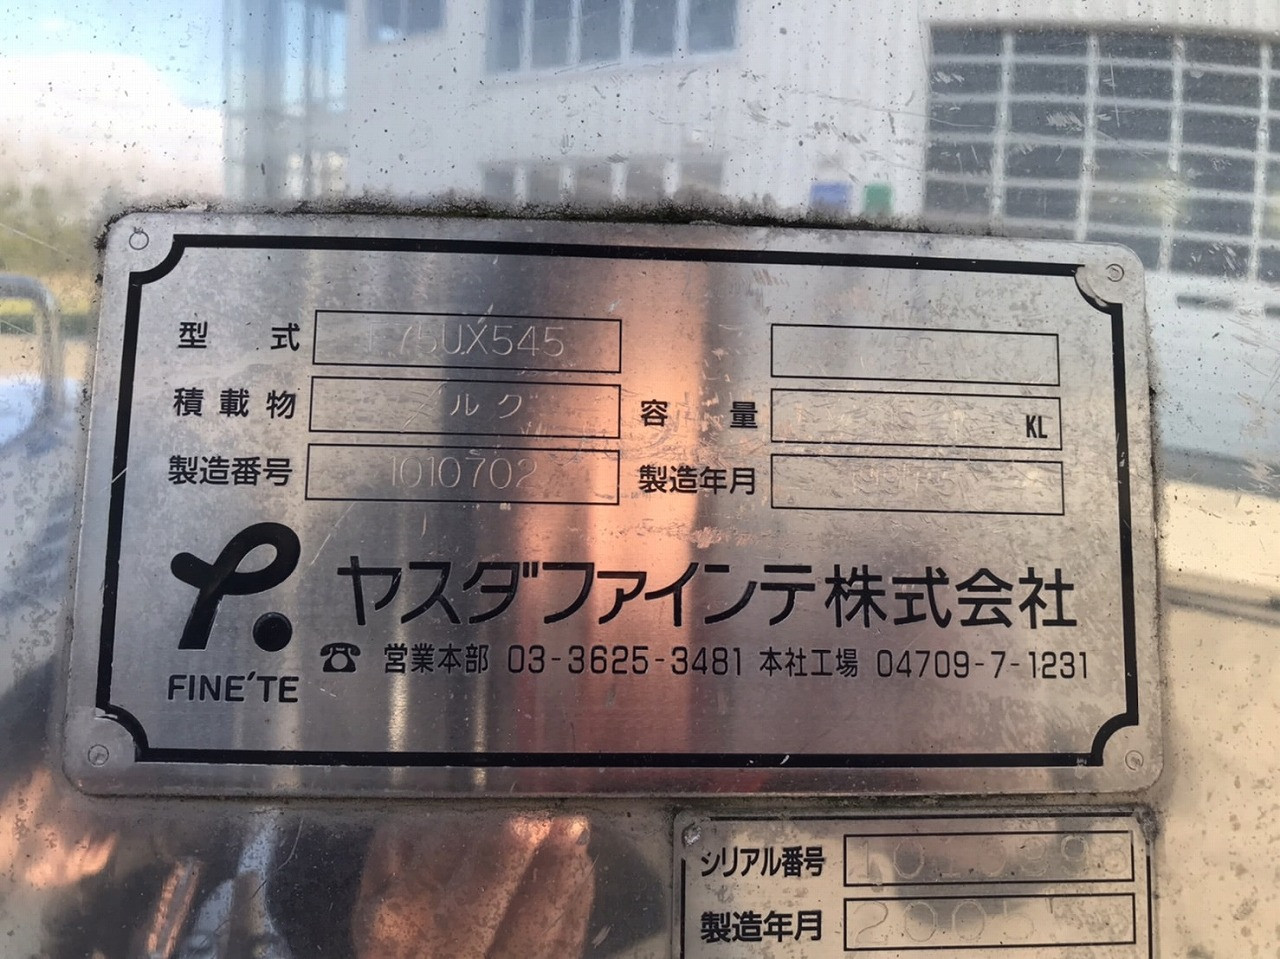 型式 F75UX545
積載物 ミルク 容量 KL
製造番号 1010702 製造年月
ヤスダファインテ株式会社
営業本部 03-3625-3481 本社工場 04709-7-1231
FINE'TE
シリアル番号
製造年月 2005